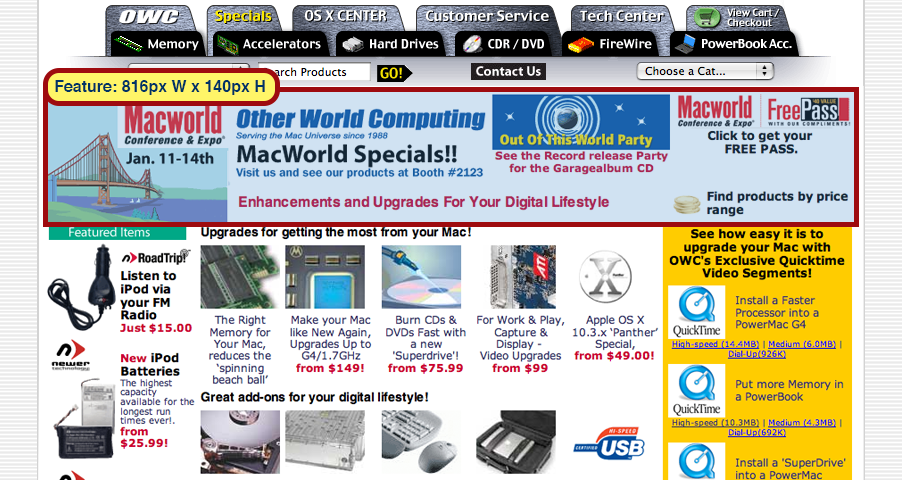 OWC
Specials
OS X CENTER
Customer Service
Tech Center
View Cart /
Checkout
Memory
Accelerators
Hard Drives
CDR / DVD
FireWire
PowerBook Acc.
Search Products
GO!
Contact Us
Choose a Cat...
Feature: 816px W x 140px H
Macworld
Conference & Expo
Jan. 11-14th
Other World Computing
Serving the Mac Universe since 1988
MacWorld Specials!!
Visit us and see our products at Booth #2123
Enhancements and Upgrades For Your Digital Lifestyle
Out Of This World Party
See the Record release Party
for the Garagealbum CD
Macworld
Conference & Expo
FreePass
WITH OUR COMPLIMENTS!
Click to get your
FREE PASS.
Find products by price
range
Featured Items
RoadTrip!
Listen to
iPod via
your FM
Radio
Just $15.00
newer
technology
New iPod
Batteries
The highest
capacity
available for the
longest run
times ever!.
from
$25.99!
Upgrades for getting the most from your Mac!
The Right
Memory for
Your Mac,
reduces the
'spinning
beach ball'
Make your Mac
like New Again,
Upgrades Up to
G4/1.7GHz
from $149!
Burn CDs &
DVDs Fast with
a new
'Superdrive'!
from $75.99
ATI
For Work & Play,
Capture &
Display -
Video Upgrades
from $99
X
Apple OS X
10.3.x 'Panther'
Special,
from $49.00!
Great add-ons for your digital lifestyle!
HI-SPEED
CERTIFIED
USB
See how easy it is to
upgrade your Mac with
OWC's Exclusive Quicktime
Video Segments!
QuickTime
Install a Faster
Processor into a
PowerMac G4
High-speed (14.4MB) | Medium (6.0MB) |
Dial-Up(926K)
QuickTime
Put more Memory in
a PowerBook
High-speed (10.3MB) | Medium (4.3MB) |
Dial-Up(692K)
Install a 'SuperDrive'
into a PowerMac